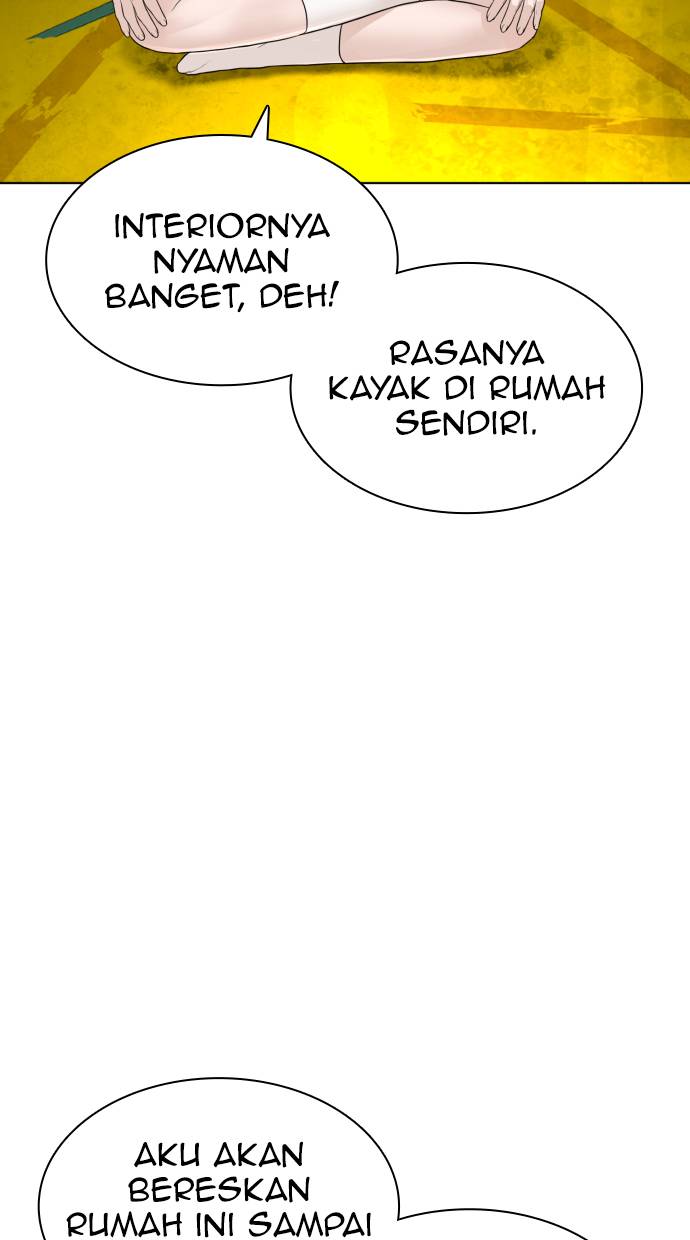 INTERIORNYA
NYAMAN
BANGET, DEH!
RASANYA
KAYAK DI RUMAH
SENDIRI.
AKU AKAN
BERESKAN
RUMAH INI SAMPAI